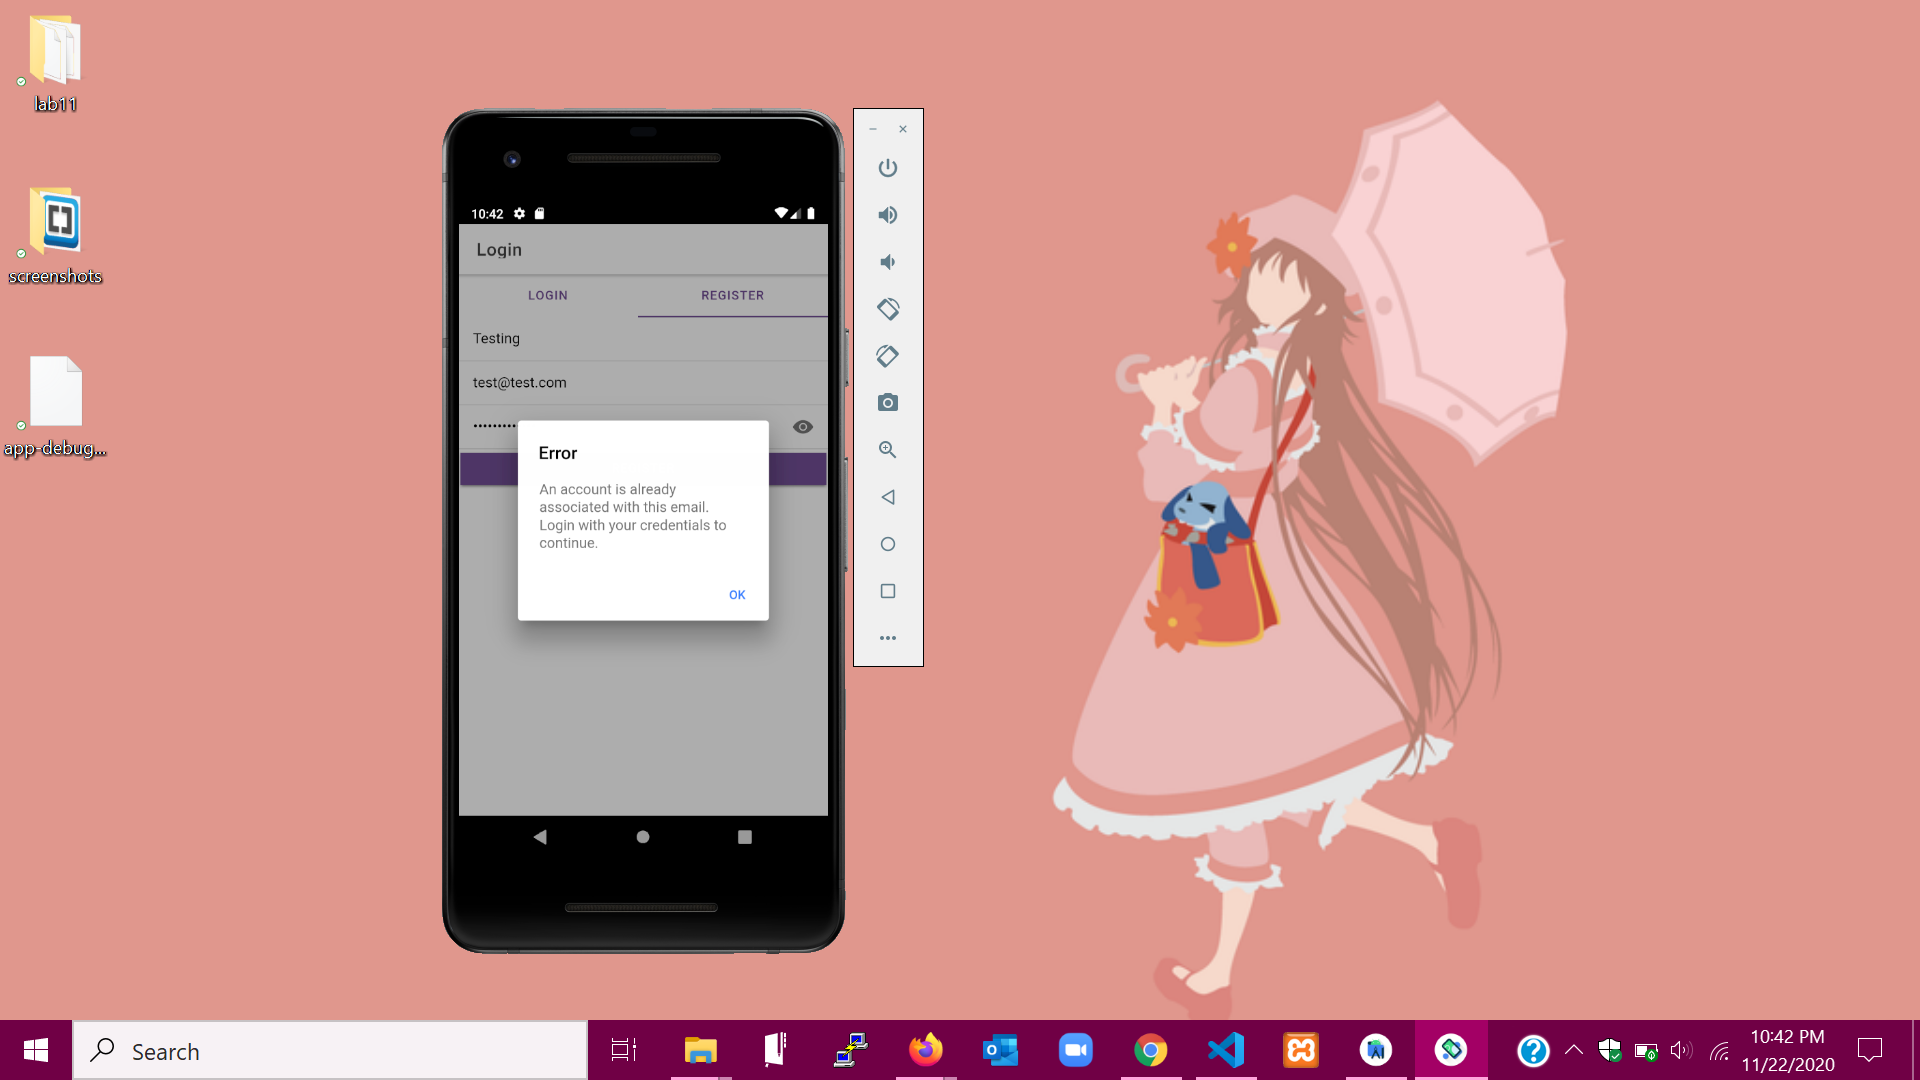 lab11
screenshots
app-debug...
10:42
Login
LOGIN
REGISTER
Testing
test@test.com
•••••••••
Error
An account is already
associated with this email.
Login with your credentials to
continue.
OK
Search
10:42 PM
11/22/2020